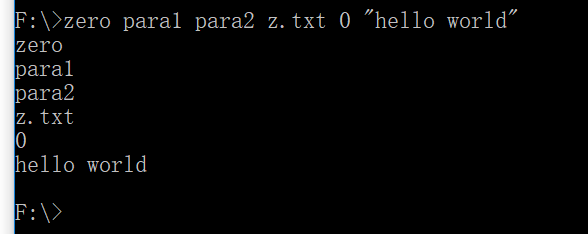 F:\>zero para1 para2 z.txt 0 "hello world"
zero
para1
para2
z.txt
0
hello world
F:\>